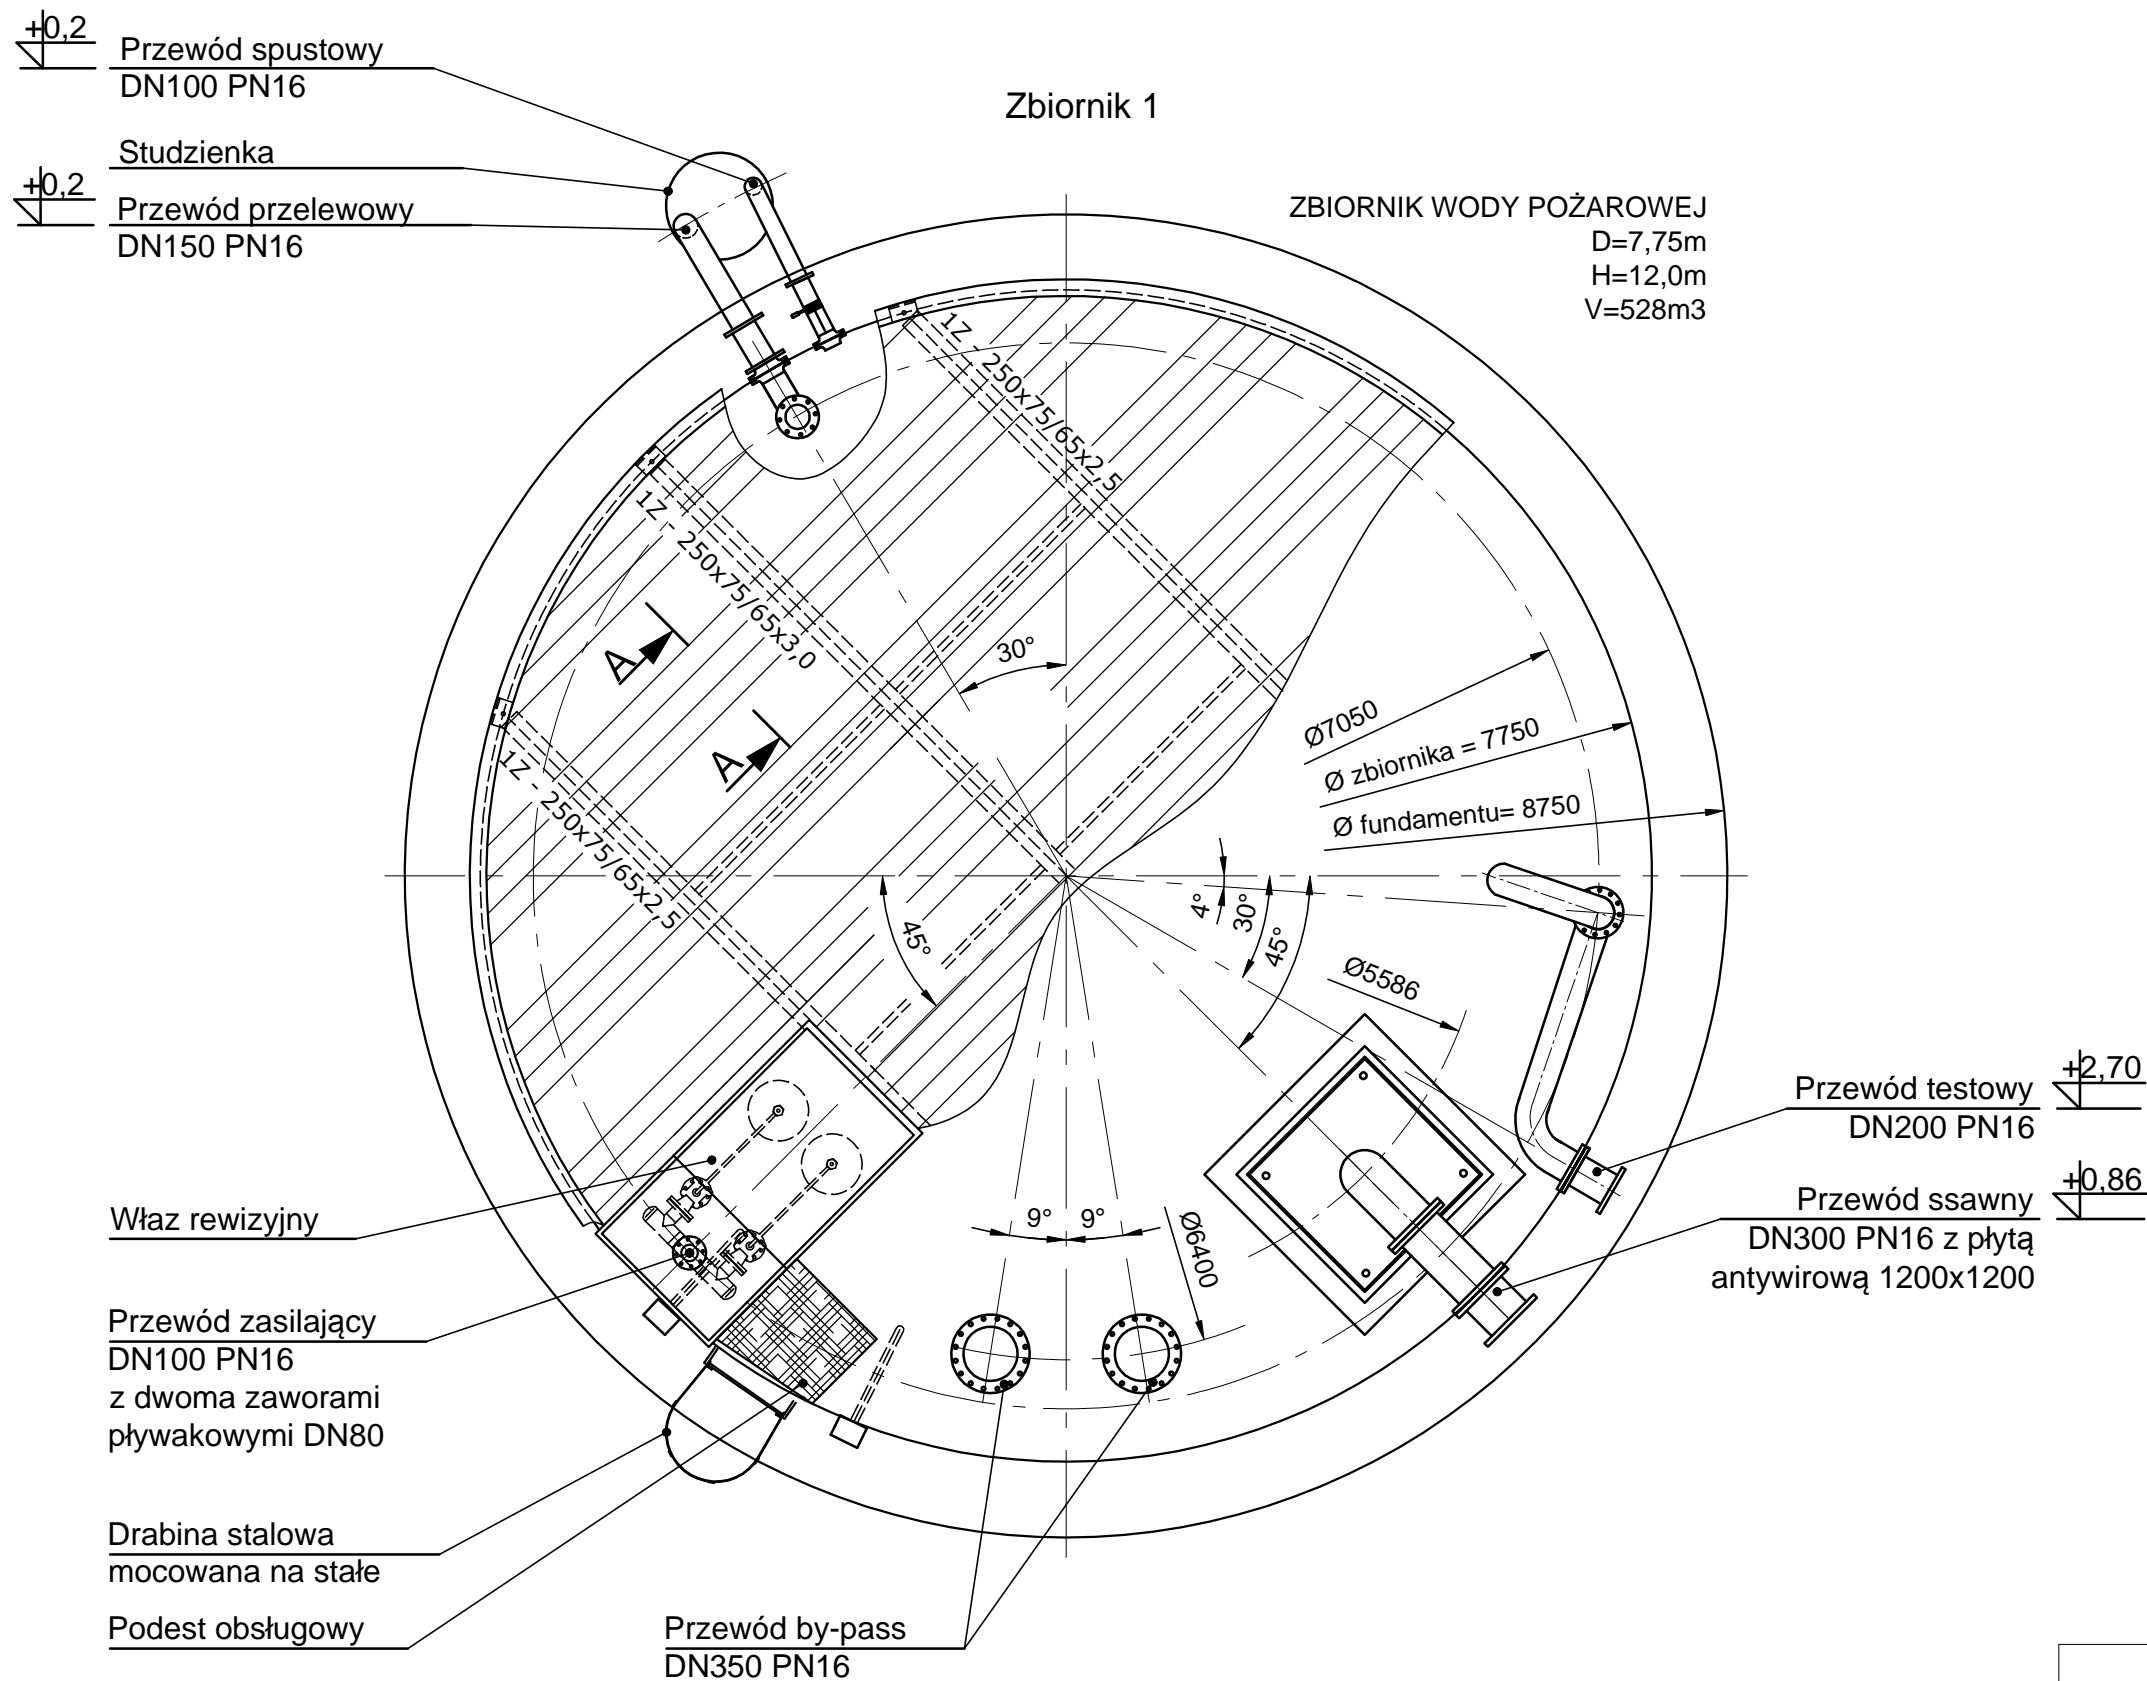 +0,2
Przewód spustowy
DN100 PN16
Zbiornik 1
Studzienka
+0,2
Przewód przelewowy
DN150 PN16
ZBIORNIK WODY POŻAROWEJ
D=7,75m
H=12,0m
V=528m3
1Z - 250x75/65x2,5
1Z - 250x75/65x3,0
1Z - 250x75/65x2,5
A
A
30°
Ø7050
Ø zbiornika = 7750
Ø fundamentu= 8750
45°
4°
30°
45°
Ø5586
Przewód testowy
+2,70
DN200 PN16
Przewód ssawny
+0,86
DN300 PN16 z płytą
antywirową 1200x1200
9°
9°
Ø6400
Właz rewizyjny
Przewód zasilający
DN100 PN16
z dwoma zaworami
pływakowymi DN80
Drabina stalowa
mocowana na stałe
Podest obsługowy
Przewód by-pass
DN350 PN16